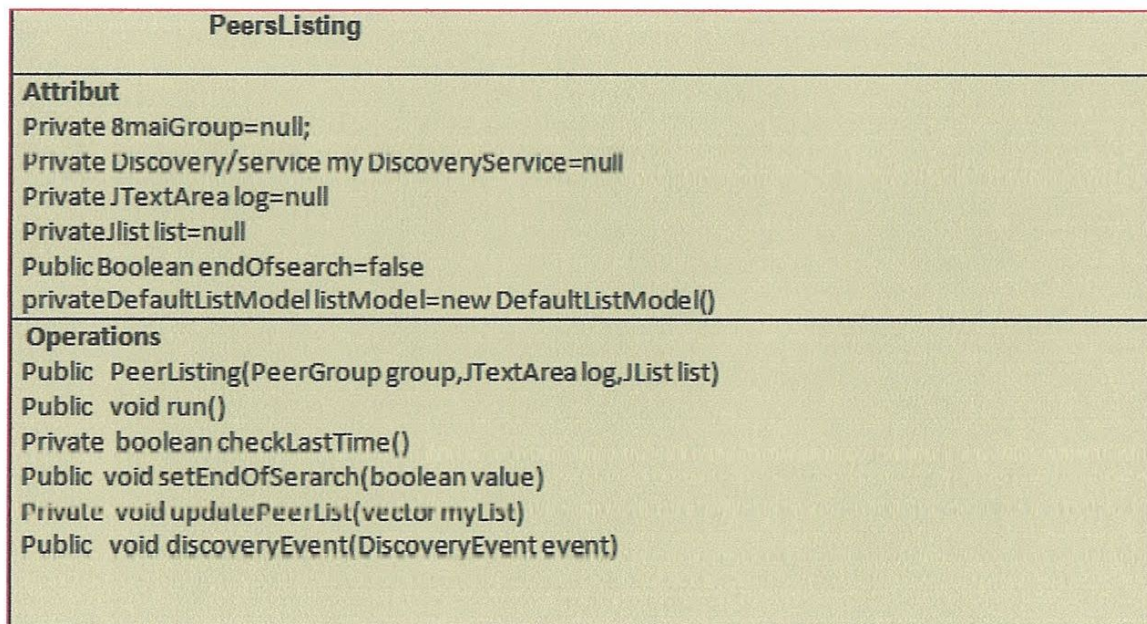 PeersListing
Attribut
Private 8maiGroup=null;
Private Discovery/service my DiscoveryService=null
Private JTextArea log=null
PrivateJlist list=null
Public Boolean endOfsearch=false
privateDefaultListModel listModel=new DefaultListModel()
Operations
Public PeerListing(PeerGroup group,JTextArea log,JList list)
Public void run()
Private boolean checkLastTime()
Public void setEndOfSerarch(boolean value)
Private void updatePeerList(vector myList)
Public void discoveryEvent(DiscoveryEvent event)